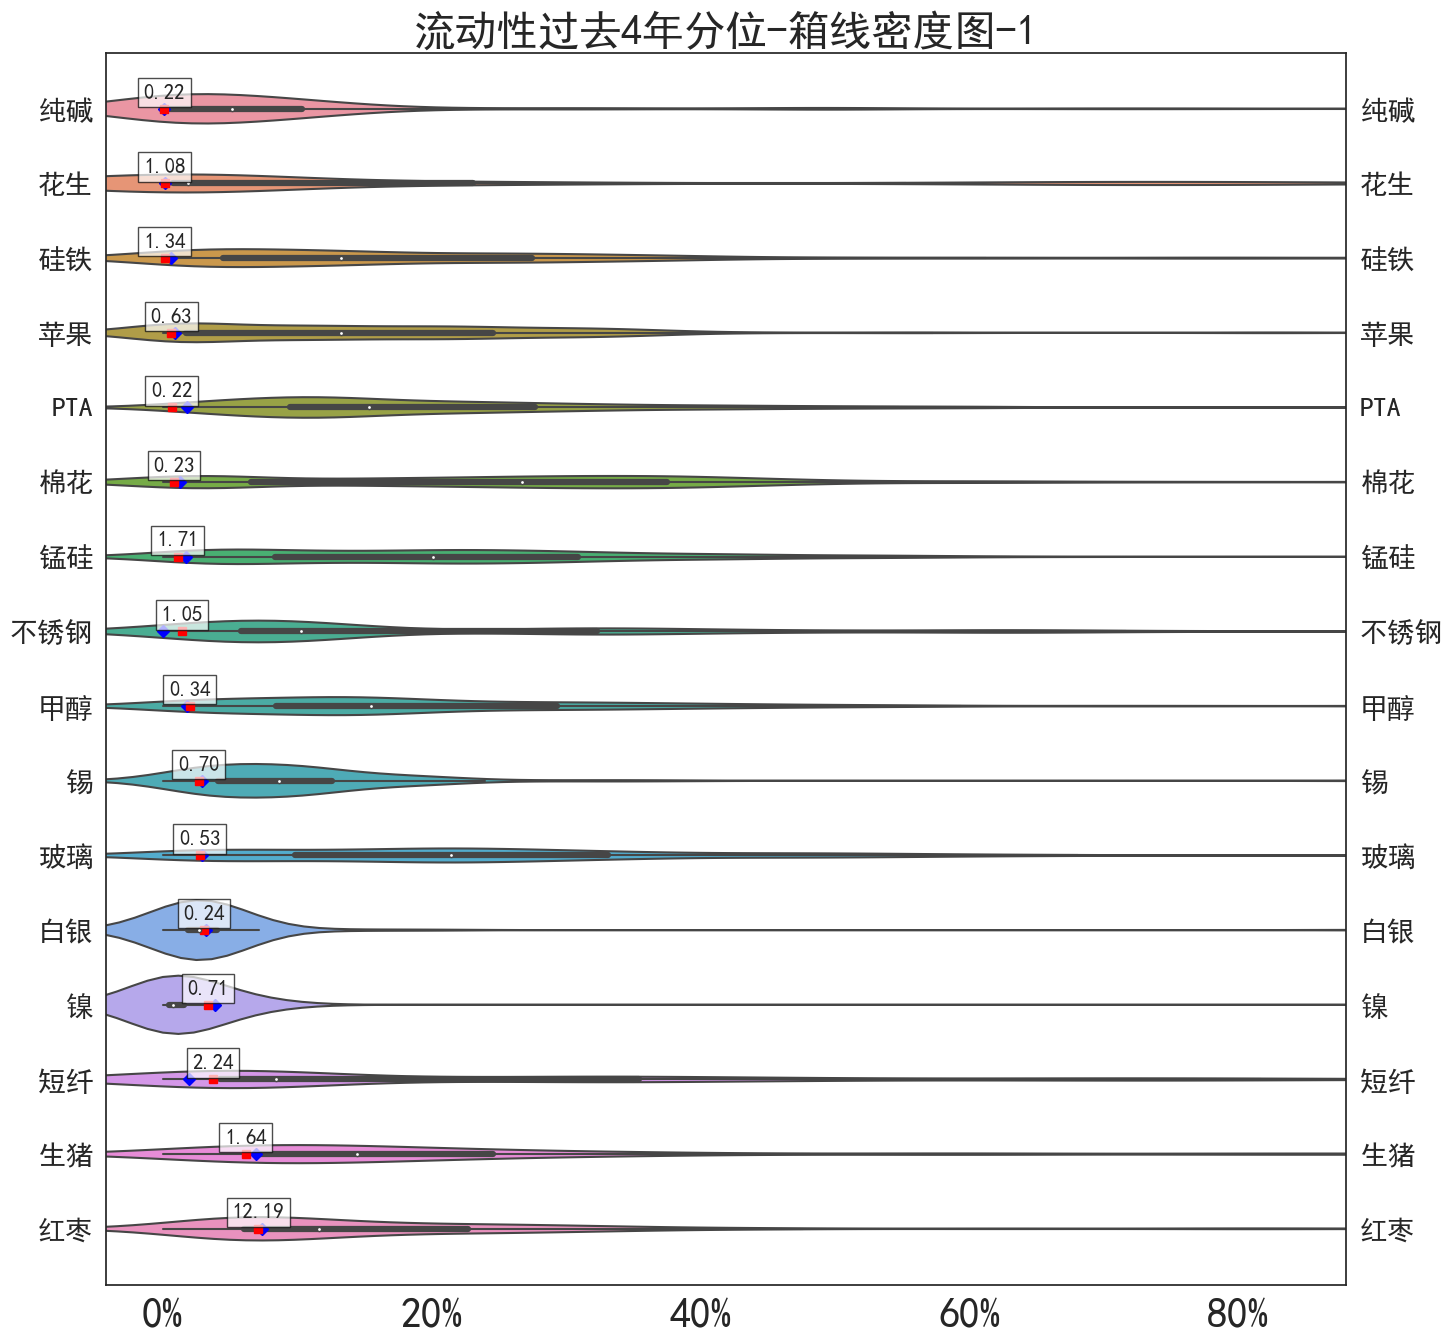 流动性过去4年分位-箱线密度图-1
纯碱 0.22 纯碱
花生 1.08 花生
硅铁 1.34 硅铁
苹果 0.63 苹果
PTA 0.22 PTA
棉花 0.23 棉花
锰硅 1.71 锰硅
不锈钢 1.05 不锈钢
甲醇 0.34 甲醇
锡 0.70 锡
玻璃 0.53 玻璃
白银 0.24 白银
镍 0.71 镍
短纤 2.24 短纤
生猪 1.64 生猪
红枣 12.19 红枣
0% 20% 40% 60% 80%